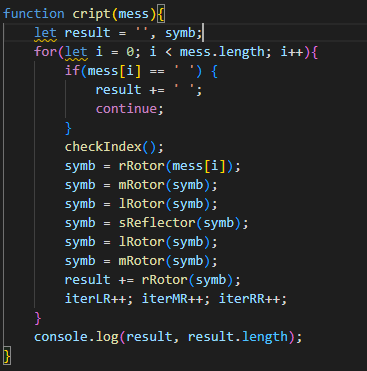 function cript(mess){
    let result = '', symb;
    for(let i = 0; i < mess.length; i++){
        if(mess[i] == ' ') {
            result += ' ';
            continue;
        }
        checkIndex();
        symb = rRotor(mess[i]);
        symb = mRotor(symb);
        symb = lRotor(symb);
        symb = sReflector(symb);
        symb = lRotor(symb);
        symb = mRotor(symb);
        result += rRotor(symb);
        iterLR++; iterMR++; iterRR++;
    }
    console.log(result, result.length);
}